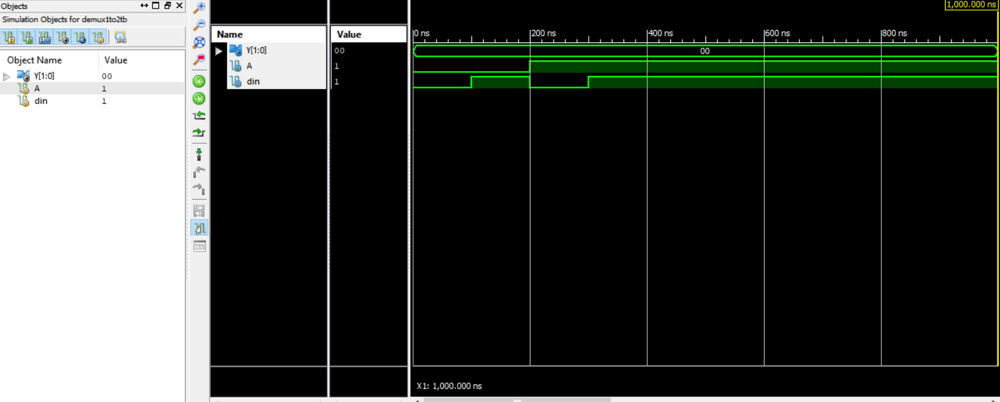 Objects
Simulation Objects for demux1to2tb
Object Name Value
Y[1:0] 00
A 1
din 1
Name Value
Y[1:0] 00
A 1
din 1
1,000.000 ns
0 ns 200 ns 400 ns 600 ns 800 ns
00
X1: 1,000.000 ns